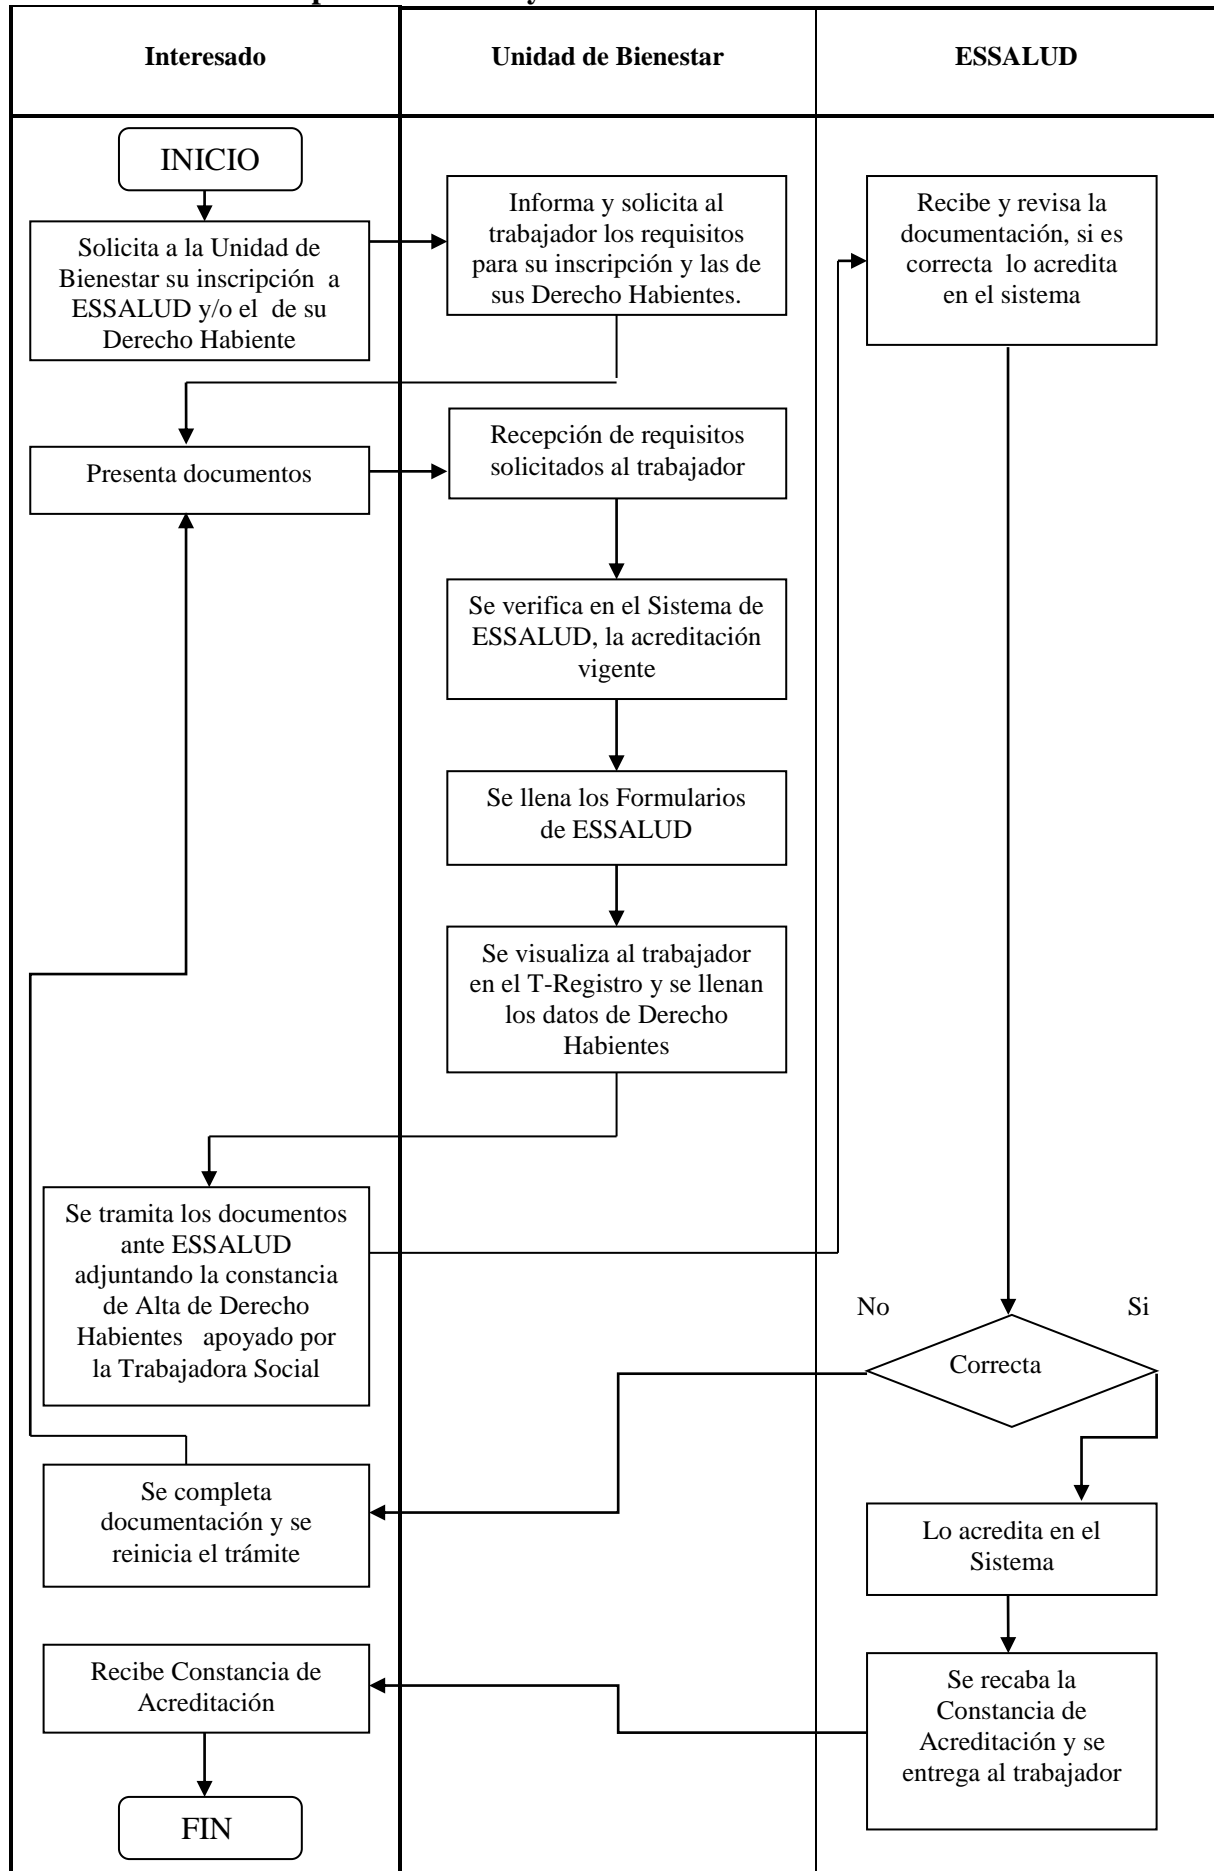 Interesado
Unidad de Bienestar
ESSALUD
INICIO
Solicita a la Unidad de
Bienestar su inscripción a
ESSALUD y/o el de su
Derecho Habiente
Informa y solicita al
trabajador los requisitos
para su inscripción y las de
sus Derecho Habientes.
Recibe y revisa la
documentación, si es
correcta lo acredita
en el sistema
Presenta documentos
Recepción de requisitos
solicitados al trabajador
Se verifica en el Sistema de
ESSALUD, la acreditación
vigente
Se llena los Formularios
de ESSALUD
Se visualiza al trabajador
en el T-Registro y se llenan
los datos de Derecho
Habientes
Se tramita los documentos
ante ESSALUD
adjuntando la constancia
de Alta de Derecho
Habientes apoyado por
la Trabajadora Social
No
Si
Correcta
Se completa
documentación y se
reinicia el trámite
Lo acredita en el
Sistema
Recibe Constancia de
Acreditación
Se recaba la
Constancia de
Acreditación y se
entrega al trabajador
FIN